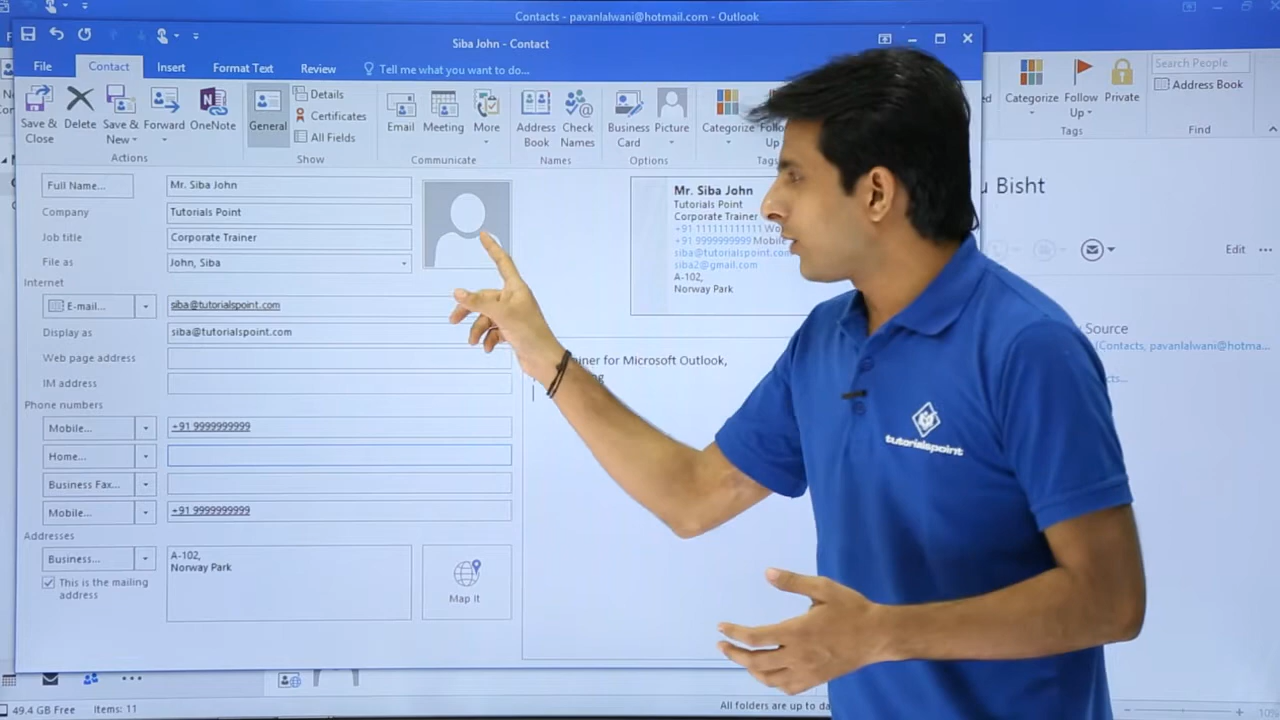 Contacts - pavanlalwani@hotmail.com - Outlook
Siba John - Contact
File Contact Insert Format Text Review Tell me what you want to do...
Save & Close
Delete
Save & New
Forward
OneNote
Actions
General
Details
Certificates
All Fields
Show
Email
Meeting
More
Communicate
Address Book
Check Names
Names
Business Card
Picture
Options
Categorize
Up
Tags
Categorize
Follow Up
Private
Tags
Search People
Address Book
Find
Full Name... Mr. Siba John
Company Tutorials Point
Job title Corporate Trainer
File as John, Siba
Internet
E-mail... siba@tutorialspoint.com
Display as siba@tutorialspoint.com
Web page address
IM address
Phone numbers
Mobile... +91 9999999999
Home...
Business Fax...
Mobile... +91 9999999999
Addresses
Business... A-102,
Norway Park
This is the mailing
address
Map It
Mr. Siba John
Tutorials Point
Corporate Trainer
+91 111111111111
+91 9999999999 Mobile
siba@tutorialspoint.com
siba2@gmail.com
A-102,
Norway Park
for Microsoft Outlook,
Bisht
Edit
Source
(Contacts, pavanlalwani@hotma...
tutorialspoint
49.4 GB Free Items: 11
All folders are up to da
10%